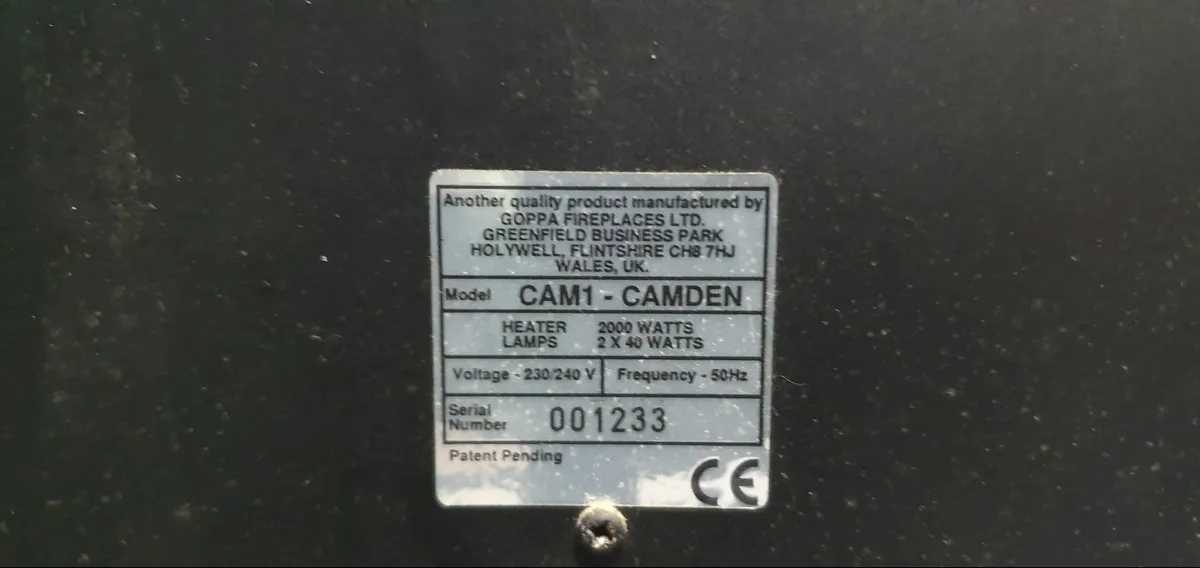 Another quality product manufactured by
GOPPA FIREPLACES LTD.
GREENFIELD BUSINESS PARK
HOLYWELL, FLINTSHIRE CH8 7HJ
WALES, UK.
Model CAM1 - CAMDEN
HEATER 2000 WATTS
LAMPS 2 X 40 WATTS
Voltage - 230/240 V Frequency - 50Hz
Serial
Number 001233
Patent Pending
CE